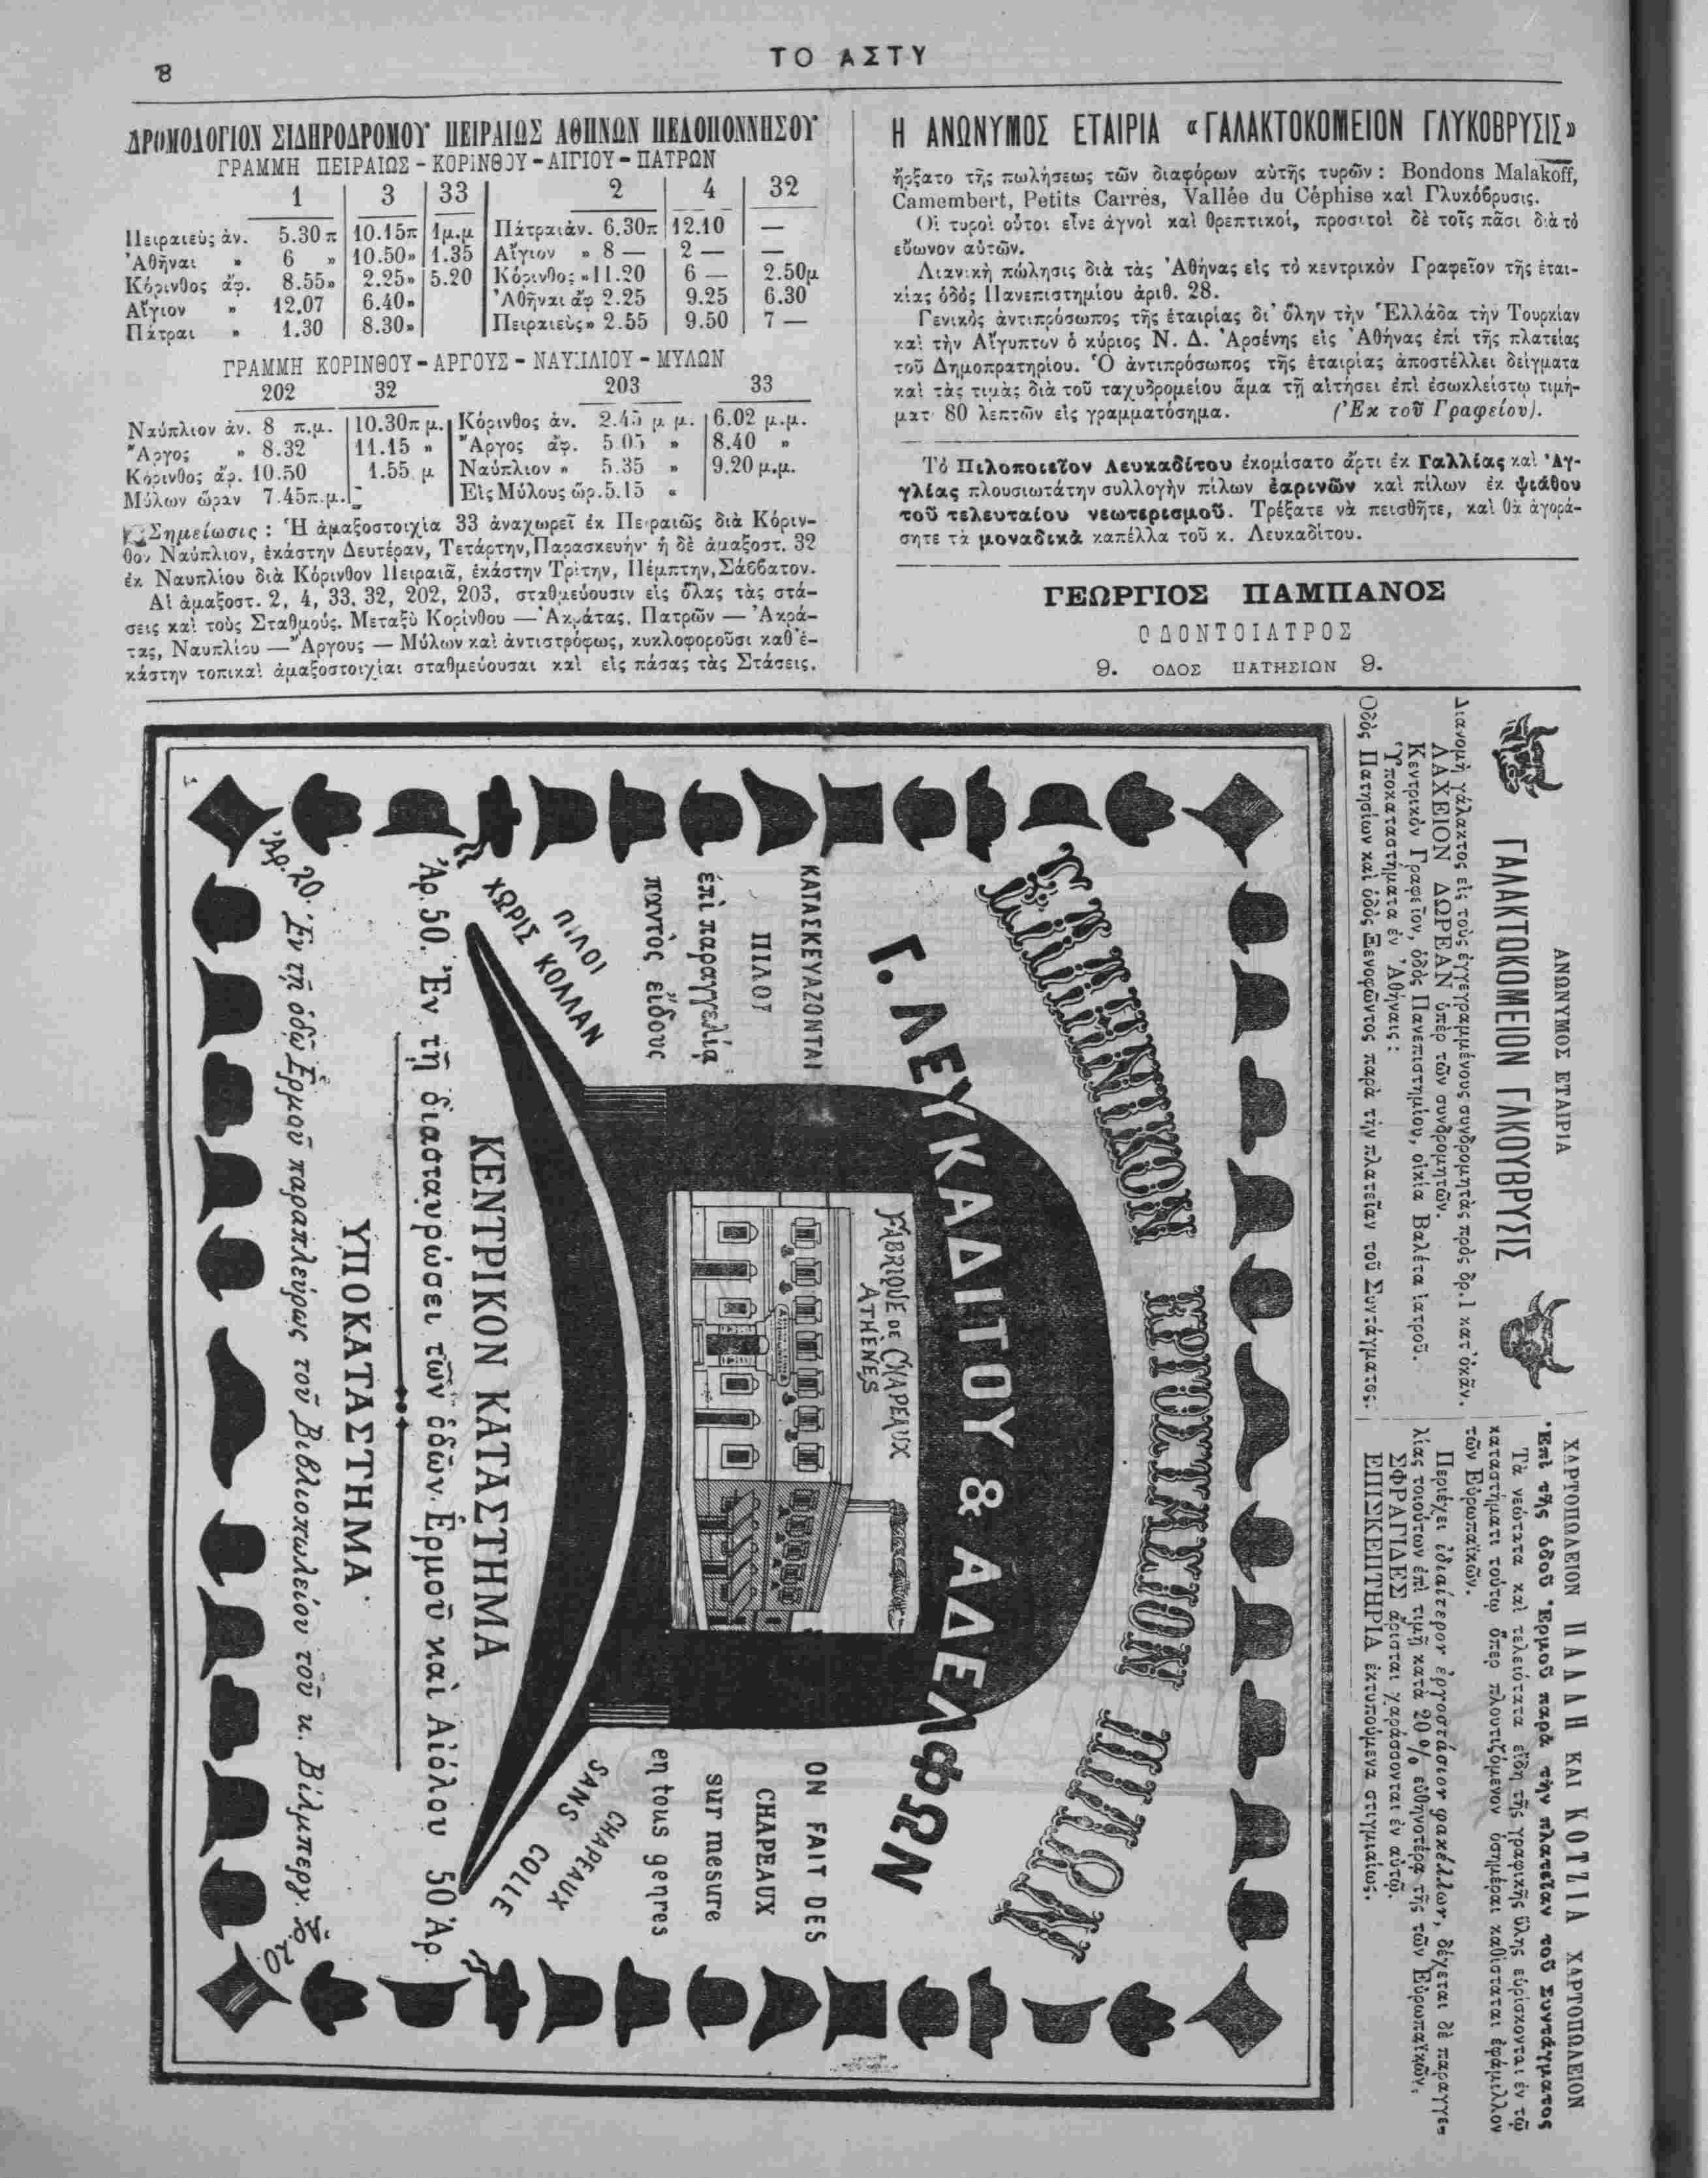 8
ΤΟ ΑΣΤΥ
ΔΡΟΜΟΛΟΓΙΟΝ ΣΙΔΗΡΟΔΡΟΜΟΥ ΠΕΙΡΑΙΩΣ ΑΘΗΝΩΝ ΠΕΛΟΠΟΝΝΗΣΟΥ
ΓΡΑΜΜΗ ΠΕΙΡΑΙΩΣ - ΚΟΡΙΝΘΟΥ - ΑΙΓΙΟΥ - ΠΑΤΡΩΝ
1 3 33 2 4 32
Πειραιεὺς ἀν. 5.30 π 10.15π 1μ.μ Πάτραι ἀν. 6.30π 12.10 —
Ἀθῆναι » 6 » 10.50» 1.35 Αἴγιον » 8 — 2 — —
Κόρινθος ἀφ. 8.55» 2.25» 5.20 Κόρινθος » 11.20 6 — 2.50μ
Αἴγιον » 12.07 6.40» Ἀθῆναι ἀφ 2.25 9.25 6.30
Πάτραι » 1.30 8.30» Πειραιεὺς» 2.55 9.50 7 —
ΓΡΑΜΜΗ ΚΟΡΙΝΘΟΥ - ΑΡΓΟΥΣ - ΝΑΥΠΛΙΟΥ - ΜΥΛΩΝ
202 32 203 33
Ναύπλιον ἀν. 8 π.μ. 10.30π μ. Κόρινθος ἀν. 2.45 μ μ. 6.02 μ.μ.
Ἄργος » 8.32 11.15 » Ἄργος ἀφ. 5.05 » 8.40 »
Κόρινθος ἀφ. 10.50 1.55 μ Ναύπλιον » 5.35 » 9.20 μ.μ.
Μύλων ὥραν 7.45π.μ. Εἰς Μύλους ὥρ. 5.15 «
Σημείωσις : Ἡ ἁμαξοστοιχία 33 ἀναχωρεῖ ἐκ Πειραιῶς διὰ Κόριν-
θον Ναύπλιον, ἑκάστην Δευτέραν, Τετάρτην, Παρασκευήν· ἡ δὲ ἁμαξοστ. 32
ἐκ Ναυπλίου διὰ Κόρινθον Πειραιᾶ, ἑκάστην Τρίτην, Πέμπτην, Σάββατον.
Αἱ ἁμαξοστ. 2, 4, 33, 32, 202, 203, σταθμεύουσιν εἰς ὅλας τὰς στά-
σεις καὶ τοὺς Σταθμούς. Μεταξὺ Κορίνθου — Ἀκράτας, Πατρῶν — Ἀκρά-
τας, Ναυπλίου — Ἄργους — Μύλων καὶ ἀντιστρόφως, κυκλοφοροῦσι καθ' ἑ-
κάστην τοπικαὶ ἁμαξοστοιχίαι σταθμεύουσαι καὶ εἰς πάσας τὰς Στάσεις.
Η ΑΝΩΝΥΜΟΣ ΕΤΑΙΡΙΑ «ΓΑΛΑΚΤΟΚΟΜΕΙΟΝ ΓΛΥΚΟΒΡΥΣΙΣ»
ἤρξατο τῆς πωλήσεως τῶν διαφόρων αὑτῆς τυρῶν : Bondons Malakoff,
Camembert, Petits Carrés, Vallée du Céphise καὶ Γλυκόβρυσις.
Οἱ τυροὶ οὗτοι εἶνε ἁγνοὶ καὶ θρεπτικοί, προσιτοὶ δὲ τοῖς πᾶσι διὰ τὸ
εὔωνον αὐτῶν.
Λιανικὴ πώλησις διὰ τὰς Ἀθήνας εἰς τὸ κεντρικὸν Γραφεῖον τῆς ἑται-
ρίας ὁδὸς Πανεπιστημίου ἀριθ. 28.
Γενικὸς ἀντιπρόσωπος τῆς ἑταιρίας δι' ὅλην τὴν Ἑλλάδα τὴν Τουρκίαν
καὶ τὴν Αἴγυπτον ὁ κύριος Ν. Δ. Ἀρσένης εἰς Ἀθήνας ἐπὶ τῆς πλατείας
τοῦ Δημοπρατηρίου. Ὁ ἀντιπρόσωπος τῆς ἑταιρίας ἀποστέλλει δείγματα
καὶ τὰς τιμὰς διὰ τοῦ ταχυδρομείου ἅμα τῇ αἰτήσει ἐπὶ ἐσωκλείστῳ τιμή-
ματι 80 λεπτῶν εἰς γραμματόσημα. (Ἐκ τοῦ Γραφείου).
Τὸ Πιλοποιεῖον Λευκαδίτου ἐκομίσατο ἄρτι ἐκ Γαλλίας καὶ Ἀγ-
γλίας πλουσιωτάτην συλλογὴν πίλων ἐαρινῶν καὶ πίλων ἐκ ψιάθου
τοῦ τελευταίου νεωτερισμοῦ. Τρέξατε νὰ πεισθῆτε, καὶ θὰ ἀγορά-
σητε τὰ μοναδικὰ καπέλλα τοῦ κ. Λευκαδίτου.
ΓΕΩΡΓΙΟΣ ΠΑΜΠΑΝΟΣ
ΟΔΟΝΤΟΙΑΤΡΟΣ
9. ΟΔΟΣ ΠΑΤΗΣΙΩΝ 9.
ΑΝΩΝΥΜΟΣ ΕΤΑΙΡΙΑ
ΓΑΛΑΚΤΟΚΟΜΕΙΟΝ ΓΛΚΟΥΒΡΥΣΙΣ
Διανομὴ γάλακτος εἰς τοὺς ἐγγεγραμμένους συνδρομητὰς πρὸς δρ. 1 κατ' ὀκᾶν.
ΛΑΧΕΙΟΝ ΔΩΡΕΑΝ ὑπὲρ τῶν συνδρομητῶν.
Κεντρικὸν Γραφεῖον, ὁδὸς Πανεπιστημίου, οἰκία Βαλέτα ἰατροῦ.
Ὑποκαταστήματα ἐν Ἀθήναις :
Ὁδὸς Πατησίων καὶ ὁδὸς Ξενοφῶντος παρὰ τὴν πλατεῖαν τοῦ Συντάγματος.
ΧΑΡΤΟΠΩΛΕΙΟΝ ΠΑΛΛΗ ΚΑΙ ΚΟΤΖΙΑ ΧΑΡΤΟΠΩΛΕΙΟΝ
Ἐπὶ τῆς ὁδοῦ Ἑρμοῦ παρὰ τὴν πλατεῖαν τοῦ Συντάγματος
Τὰ νεώτατα καὶ τελειότατα εἴδη τῆς γραφικῆς ὕλης εὑρίσκονται ἐν τῷ
καταστήματι τούτῳ ὅπερ πλουτιζόμενον ὁσημέραι καθίσταται ἐφάμιλλον
τῶν Εὐρωπαϊκῶν.
Περιέχει ἰδιαίτερον ἐργοστάσιον φακέλλων, δέχεται δὲ παραγγε-
λίας τοιούτων ἐπὶ τιμῇ κατὰ 20% εὐθηνοτέρᾳ τῆς τῶν Εὐρωπαϊκῶν.
ΣΦΡΑΓΙΔΕΣ ἄρισται χαράσσονται ἐν αὐτῷ.
ΕΠΙΣΚΕΠΤΗΡΙΑ ἐκτυπούμενα στιγμιαίως.
ΕΛΛΗΝΙΚΟΝ ΕΡΓΟΣΤΑΣΙΟΝ ΠΙΛΩΝ
Γ. ΛΕΥΚΑΔΙΤΟΥ & ΑΔΕΛΦΩΝ
FABRIQUE DE CHAPEAUX
ATHÈNES
ΚΑΤΑΣΚΕΥΑΖΟΝΤΑΙ
ΠΙΛΟΙ
ἐπὶ παραγγελίᾳ
παντὸς εἴδους
ΠΙΛΟΙ
ΧΩΡΙΣ ΚΟΛΛΑΝ
ON FAIT DES
CHAPEAUX
sur mesure
en tous genres
CHAPEAUX
SANS COLLE
ΚΕΝΤΡΙΚΟΝ ΚΑΤΑΣΤΗΜΑ
Ἀρ. 50. Ἐν τῇ διασταυρώσει τῶν ὁδῶν Ἑρμοῦ καὶ Αἰόλου 50 Ἀρ.
ΥΠΟΚΑΤΑΣΤΗΜΑ
Ἀρ. 20. Ἐν τῇ ὁδῷ Ἑρμοῦ παραπλεύρως τοῦ Βιβλιοπωλείου τοῦ κ. Βίλμπεργ. Ἀρ. 20.